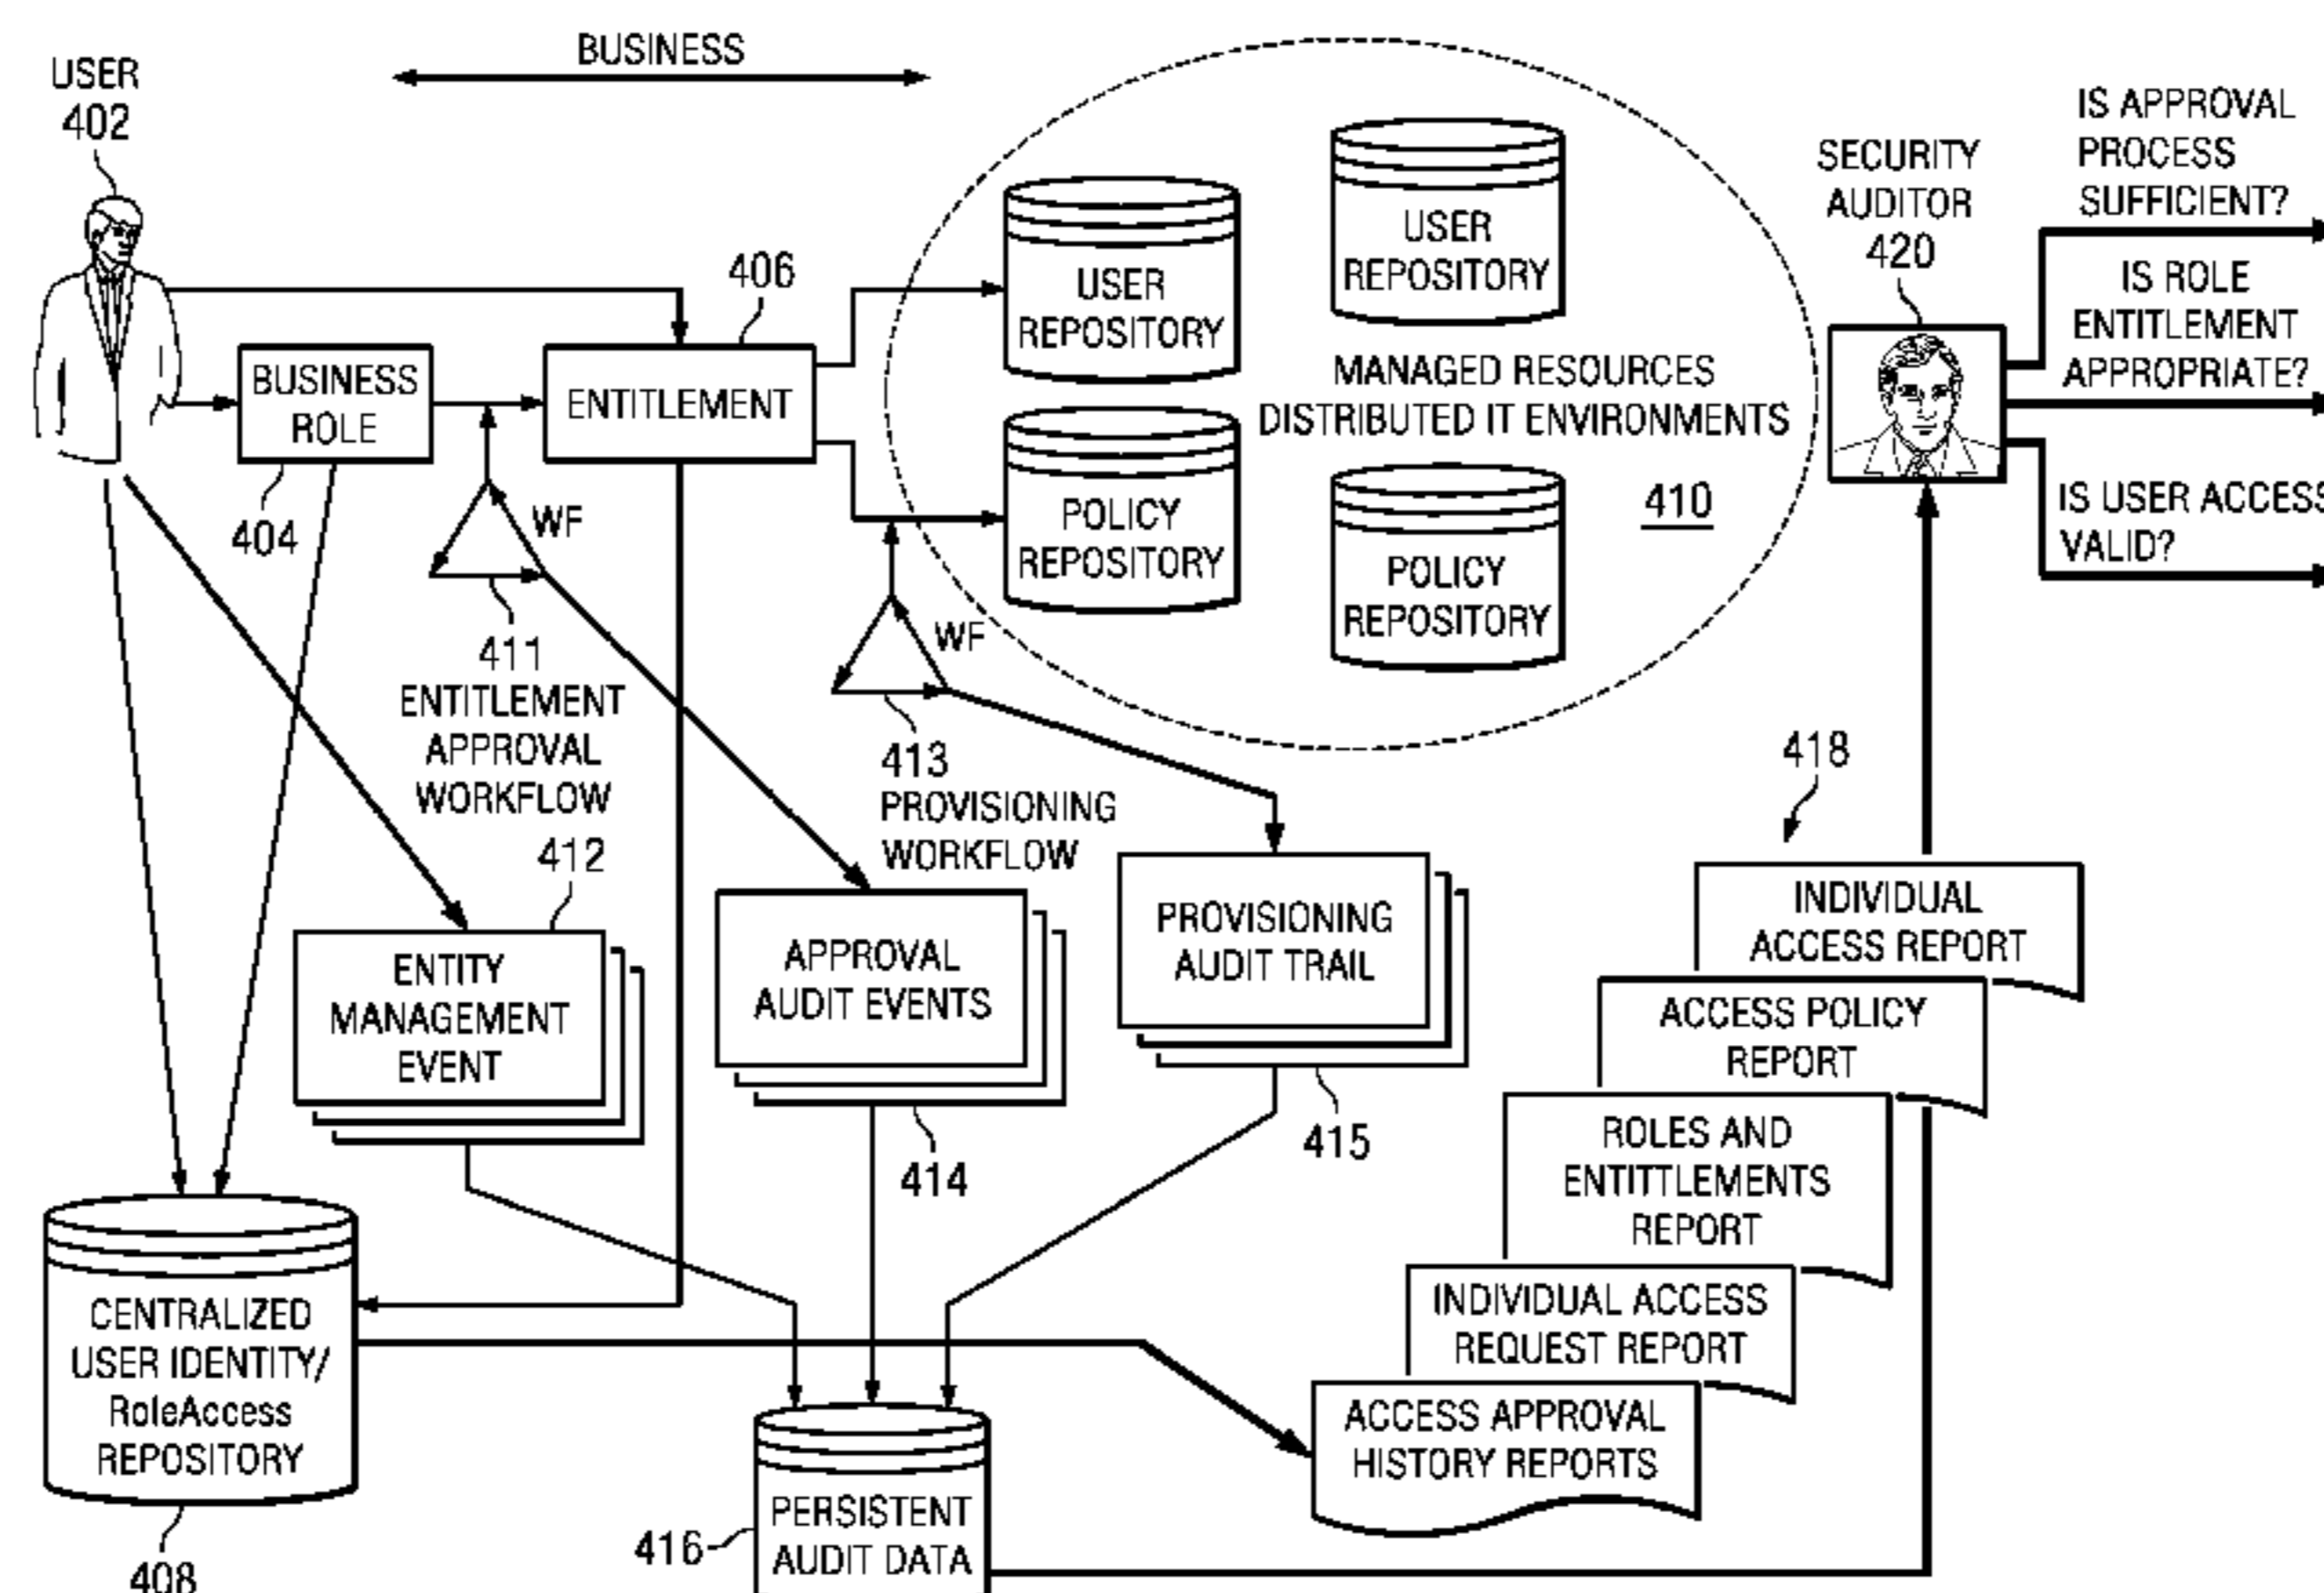 BUSINESS
USER
402
IS APPROVAL
PROCESS
SUFFICIENT?
SECURITY
AUDITOR
420
IS ROLE
ENTITLEMENT
APPROPRIATE?
IS USER ACCESS
VALID?
406
BUSINESS
ROLE
404
ENTITLEMENT
USER
REPOSITORY
USER
REPOSITORY
MANAGED RESOURCES
DISTRIBUTED IT ENVIRONMENTS
410
POLICY
REPOSITORY
POLICY
REPOSITORY
WF
411
ENTITLEMENT
APPROVAL
WORKFLOW
WF
413
PROVISIONING
WORKFLOW
418
412
ENTITY
MANAGEMENT
EVENT
APPROVAL
AUDIT EVENTS
414
PROVISIONING
AUDIT TRAIL
415
INDIVIDUAL
ACCESS REPORT
ACCESS POLICY
REPORT
ROLES AND
ENTITTLEMENTS
REPORT
INDIVIDUAL ACCESS
REQUEST REPORT
ACCESS APPROVAL
HISTORY REPORTS
CENTRALIZED
USER IDENTITY/
RoleAccess
REPOSITORY
408
416
PERSISTENT
AUDIT DATA